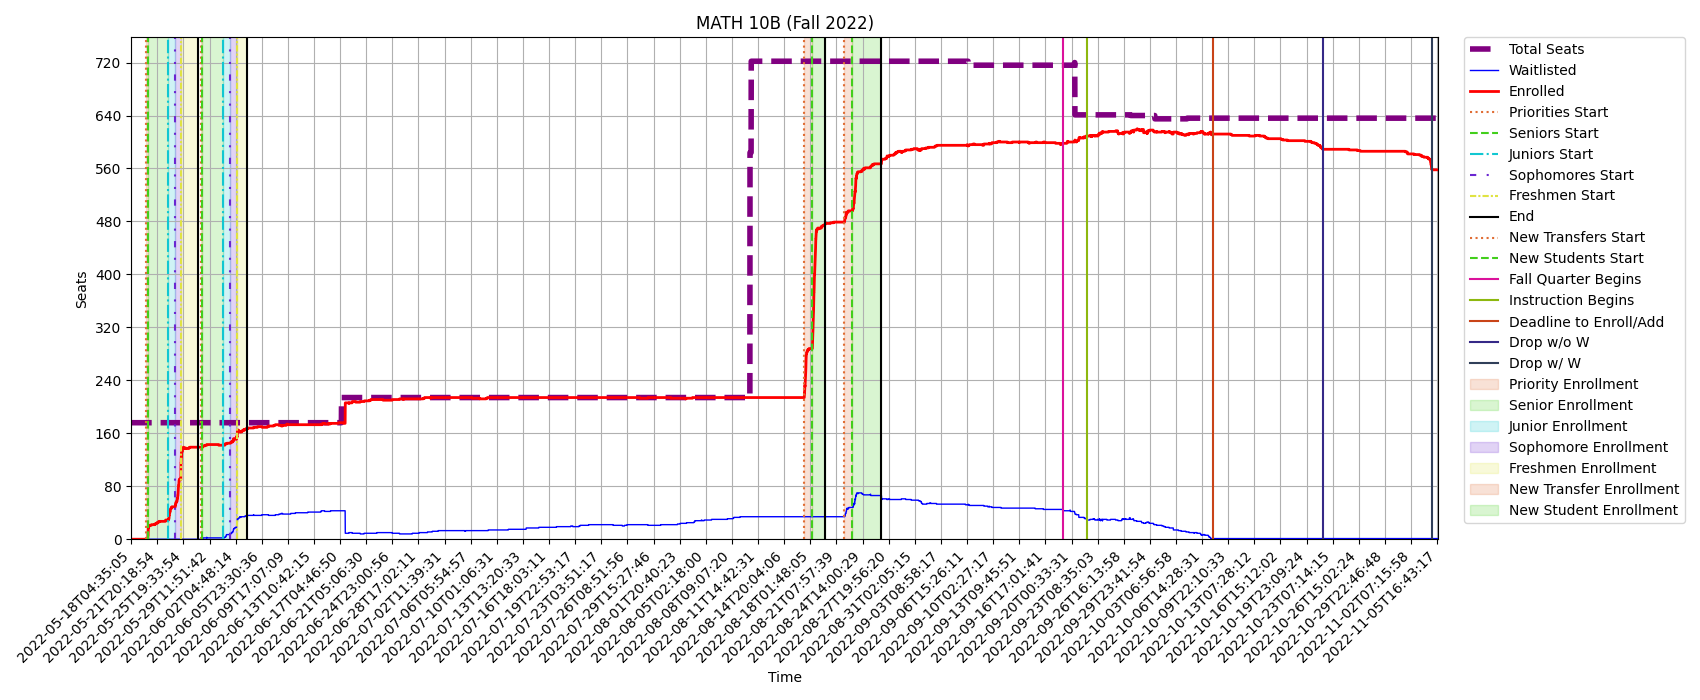 MATH 10B (Fall 2022)
Seats
720
640
560
480
400
320
240
160
80
0
2022-05-18T04:35:05
2022-05-21T20:18:54
2022-05-25T19:33:54
2022-05-29T11:51:42
2022-06-02T04:48:14
2022-06-05T23:30:36
2022-06-09T17:07:09
2022-06-13T10:42:15
2022-06-17T04:46:50
2022-06-21T05:06:30
2022-06-24T23:00:56
2022-06-28T17:02:11
2022-07-02T11:39:31
2022-07-06T05:54:57
2022-07-10T01:06:31
2022-07-13T13:20:33
2022-07-16T18:03:11
2022-07-19T22:53:17
2022-07-23T03:51:17
2022-07-26T08:51:56
2022-07-29T15:27:46
2022-08-01T20:40:23
2022-08-05T02:18:00
2022-08-08T09:07:20
2022-08-11T14:42:31
2022-08-14T20:04:06
2022-08-18T01:48:05
2022-08-21T07:57:39
2022-08-24T14:00:29
2022-08-27T19:56:20
2022-08-31T02:05:15
2022-09-03T08:58:17
2022-09-06T15:26:11
2022-09-10T02:27:17
2022-09-13T09:45:51
2022-09-16T17:01:41
2022-09-20T00:33:31
2022-09-23T08:35:03
2022-09-26T16:13:58
2022-09-29T23:41:54
2022-10-03T06:56:58
2022-10-06T14:28:31
2022-10-09T22:10:33
2022-10-13T07:28:12
2022-10-16T15:12:02
2022-10-19T23:09:24
2022-10-23T07:14:15
2022-10-26T15:02:24
2022-10-29T22:46:48
2022-11-02T07:15:58
2022-11-05T16:43:17
Time
Total Seats
Waitlisted
Enrolled
Priorities Start
Seniors Start
Juniors Start
Sophomores Start
Freshmen Start
End
New Transfers Start
New Students Start
Fall Quarter Begins
Instruction Begins
Deadline to Enroll/Add
Drop w/o W
Drop w/ W
Priority Enrollment
Senior Enrollment
Junior Enrollment
Sophomore Enrollment
Freshmen Enrollment
New Transfer Enrollment
New Student Enrollment